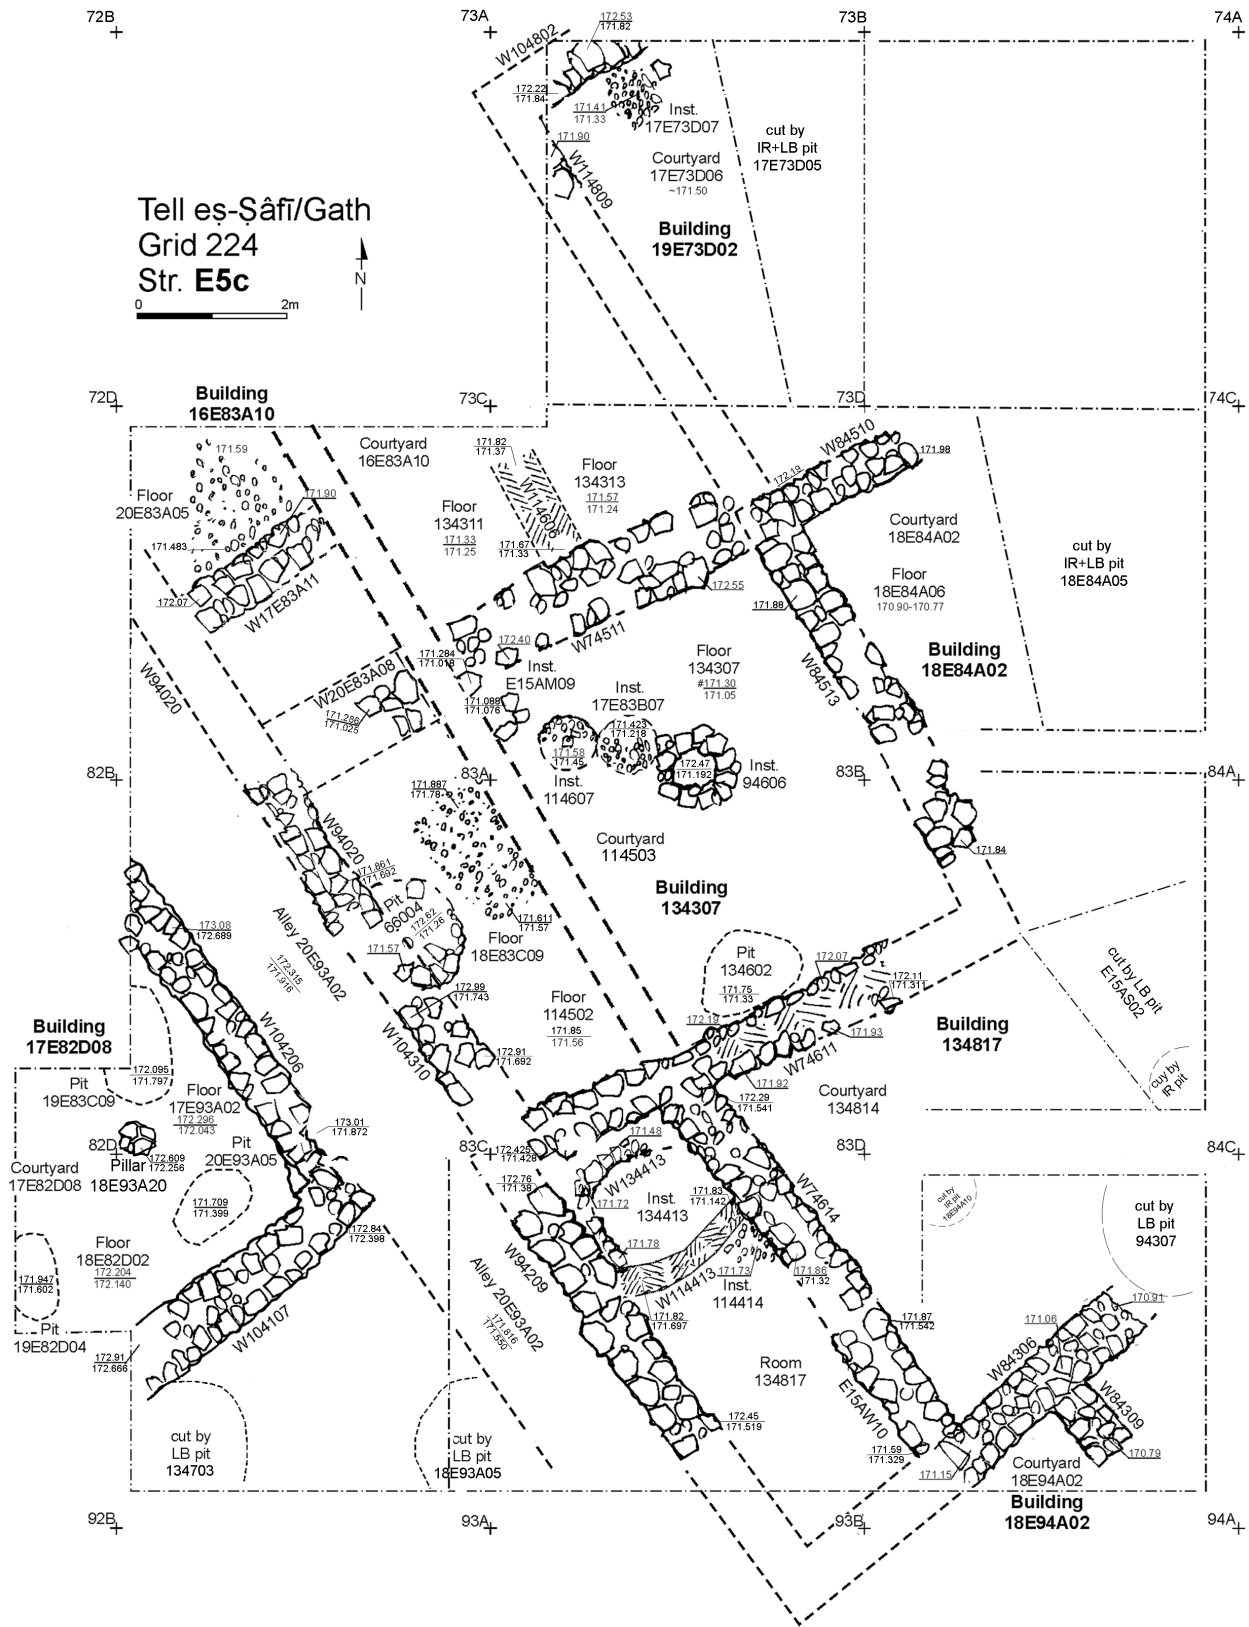 72B
73A
73B
74A
172.53
171.82
W104802
172.22
171.84
171.41
171.33
Inst.
17E73D07
cut by
IR+LB pit
17E73D05
171.90
W114809
Courtyard
17E73D06
~171.50
Building
19E73D02
Tell eṣ-Ṣâfī/Gath
Grid 224
Str. E5c
N
0 2m
72D
73C
73D
74C
Building
16E83A10
171.59
Courtyard
16E83A10
171.82
171.37
W114606
Floor
134313
171.57
171.24
W84510
172.19
171.98
Floor
20E83A05
171.90
171.483
Floor
134311
171.33
171.25
171.67
171.33
Courtyard
18E84A02
cut by
IR+LB pit
18E84A05
172.07
W17E83A11
172.55
171.88
Floor
18E84A06
170.90-170.77
W74511
172.40
171.284
171.018
Inst.
E15AM09
Floor
134307
#171.30
171.05
W84513
Building
18E84A02
W94020
W20E83A08
171.286
171.025
171.088
171.076
Inst.
17E83B07
171.423
171.218
171.58
171.45
Inst.
114607
172.47
171.192
Inst.
94606
82B
83A
83B
84A
171.887
171.78
W94020
171.861
171.692
Courtyard
114503
171.84
Building
134307
Pit
66004
172.62
171.26
171.611
171.57
171.57
Floor
18E83C09
173.08
172.689
Alley 20E93A02
172.315
171.916
172.99
171.743
Floor
114502
171.85
171.56
Pit
134602
171.75
171.33
172.07
172.11
171.311
172.19
171.93
W74611
cut by LB pit
E15AS02
Building
134817
cuy by
IR pit
Building
17E82D08
W104206
W104310
172.91
171.692
172.095
171.797
Pit
19E83C09
Floor
17E93A02
172.296
172.043
171.92
172.29
171.541
Courtyard
134814
173.01
171.872
82D
83C
83D
84C
172.609
172.256
Pillar
18E93A20
Courtyard
17E82D08
Pit
20E93A05
171.709
171.399
172.425
171.428
171.48
W134413
172.76
171.38
171.72
Inst.
134413
171.83
171.142
W74614
cut by
IR pit
18E94A10
cut by
LB pit
94307
172.84
172.398
Floor
18E82D02
172.204
172.140
171.947
171.602
Pit
19E82D04
W104107
172.91
172.666
Alley 20E93A02
171.816
171.550
W94209
171.78
W114413
171.73
Inst.
114414
171.86
171.32
171.82
171.697
171.97
171.542
170.91
171.06
W84306
Room
134817
E15AW10
W84309
172.45
171.519
171.59
171.329
171.15
170.79
cut by
LB pit
134703
cut by
LB pit
18E93A05
Courtyard
18E94A02
Building
18E94A02
92B
93A
93B
94A